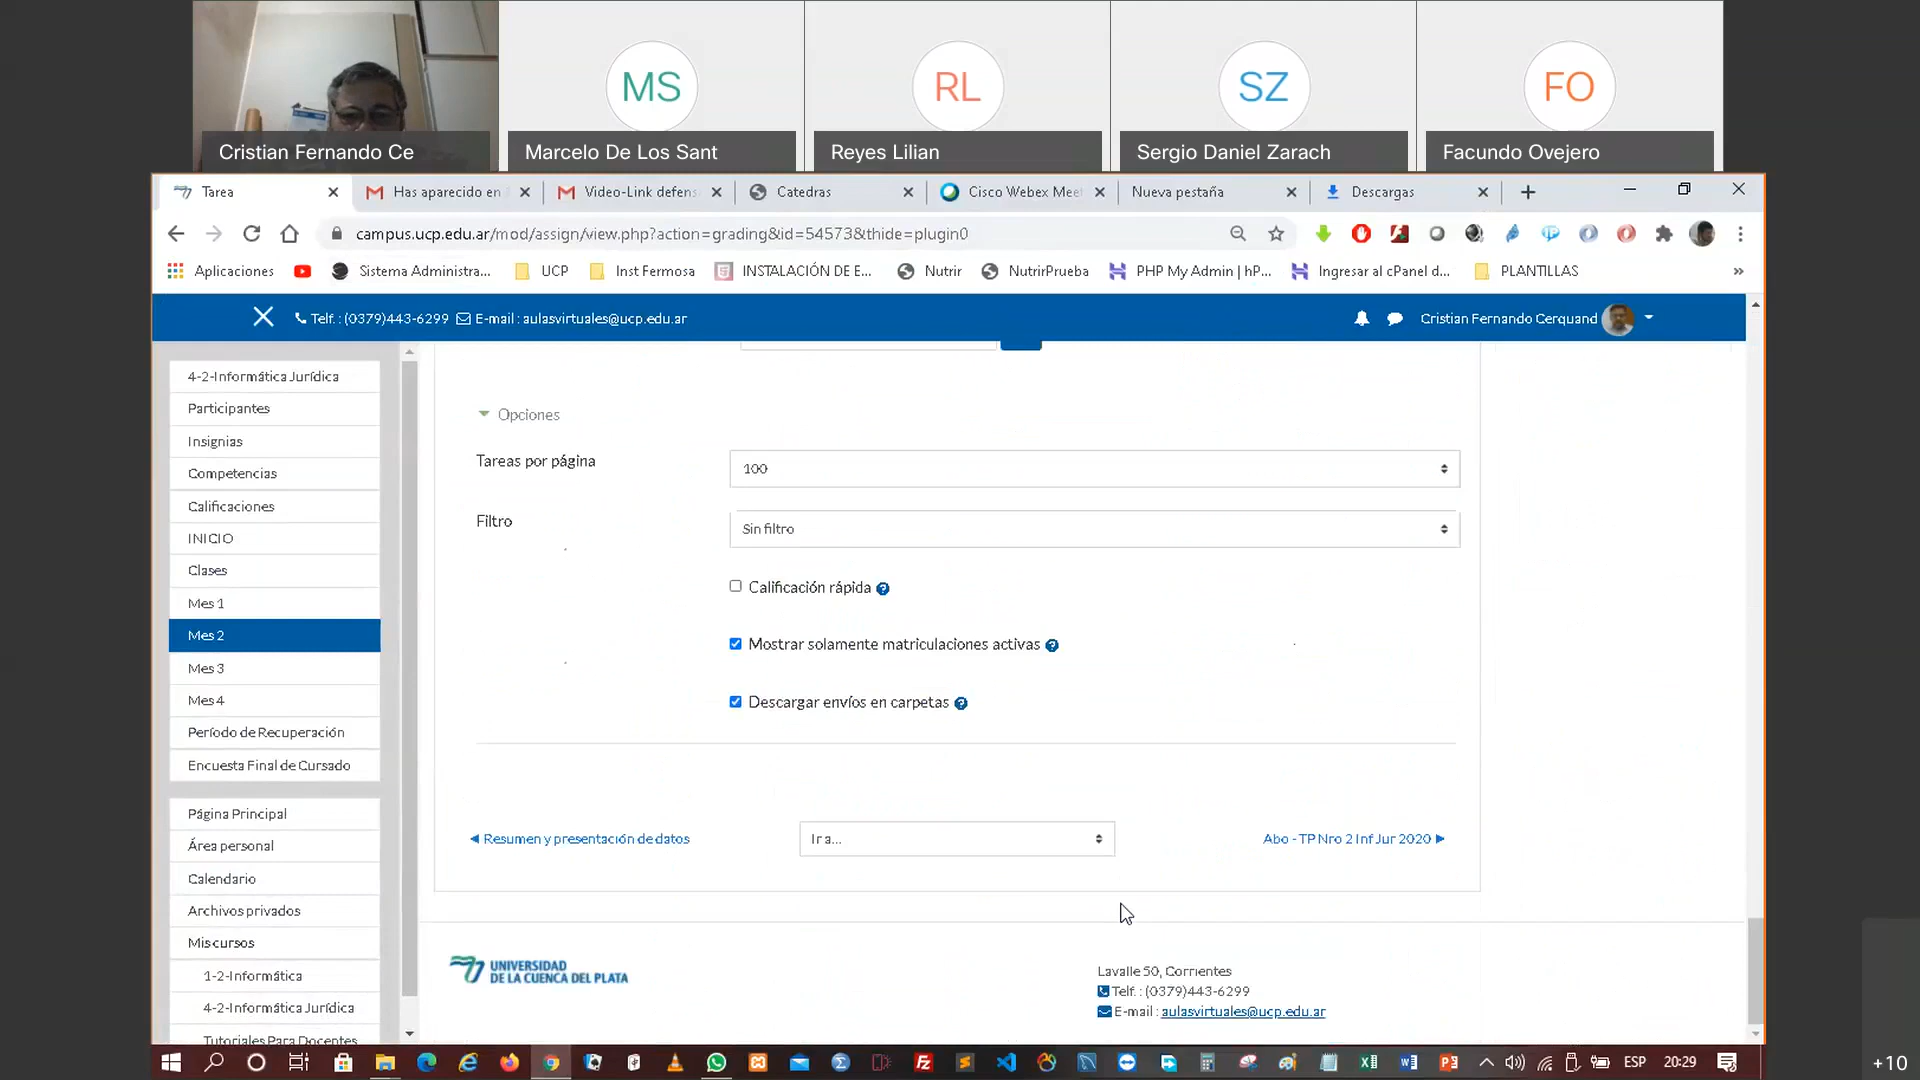 MS
RL
SZ
FO
Cristian Fernando Ce
Marcelo De Los Sant
Reyes Lilian
Sergio Daniel Zarach
Facundo Ovejero
Tarea
Has aparecido en
Video-Link defens
Catedras
Cisco Webex Mee
Nueva pestaña
Descargas
campus.ucp.edu.ar/mod/assign/view.php?action=grading&id=54573&thide=plugin0
Aplicaciones
Sistema Administra...
UCP
Inst Fermosa
INSTALACIÓN DE E...
Nutrir
NutrirPrueba
PHP My Admin | hP...
Ingresar al cPanel d...
PLANTILLAS
»
Telf. : (0379)443-6299 E-mail : aulasvirtuales@ucp.edu.ar
Cristian Fernando Cerquand
4-2-Informática Jurídica
Participantes
Insignias
Competencias
Calificaciones
INICIO
Clases
Mes 1
Mes 2
Mes 3
Mes 4
Período de Recuperación
Encuesta Final de Cursado
Página Principal
Área personal
Calendario
Archivos privados
Mis cursos
1-2-Informática
4-2-Informática Jurídica
Tutoriales Para Docentes
Opciones
Tareas por página
100
Filtro
Sin filtro
Calificación rápida
Mostrar solamente matriculaciones activas
Descargar envíos en carpetas
◀ Resumen y presentación de datos
Ir a...
Abo - TP Nro 2 Inf Jur 2020 ▶
UNIVERSIDAD
DE LA CUENCA DEL PLATA
Lavalle 50, Corrientes
Telf. : (0379)443-6299
E-mail : aulasvirtuales@ucp.edu.ar
ESP
20:29
+10